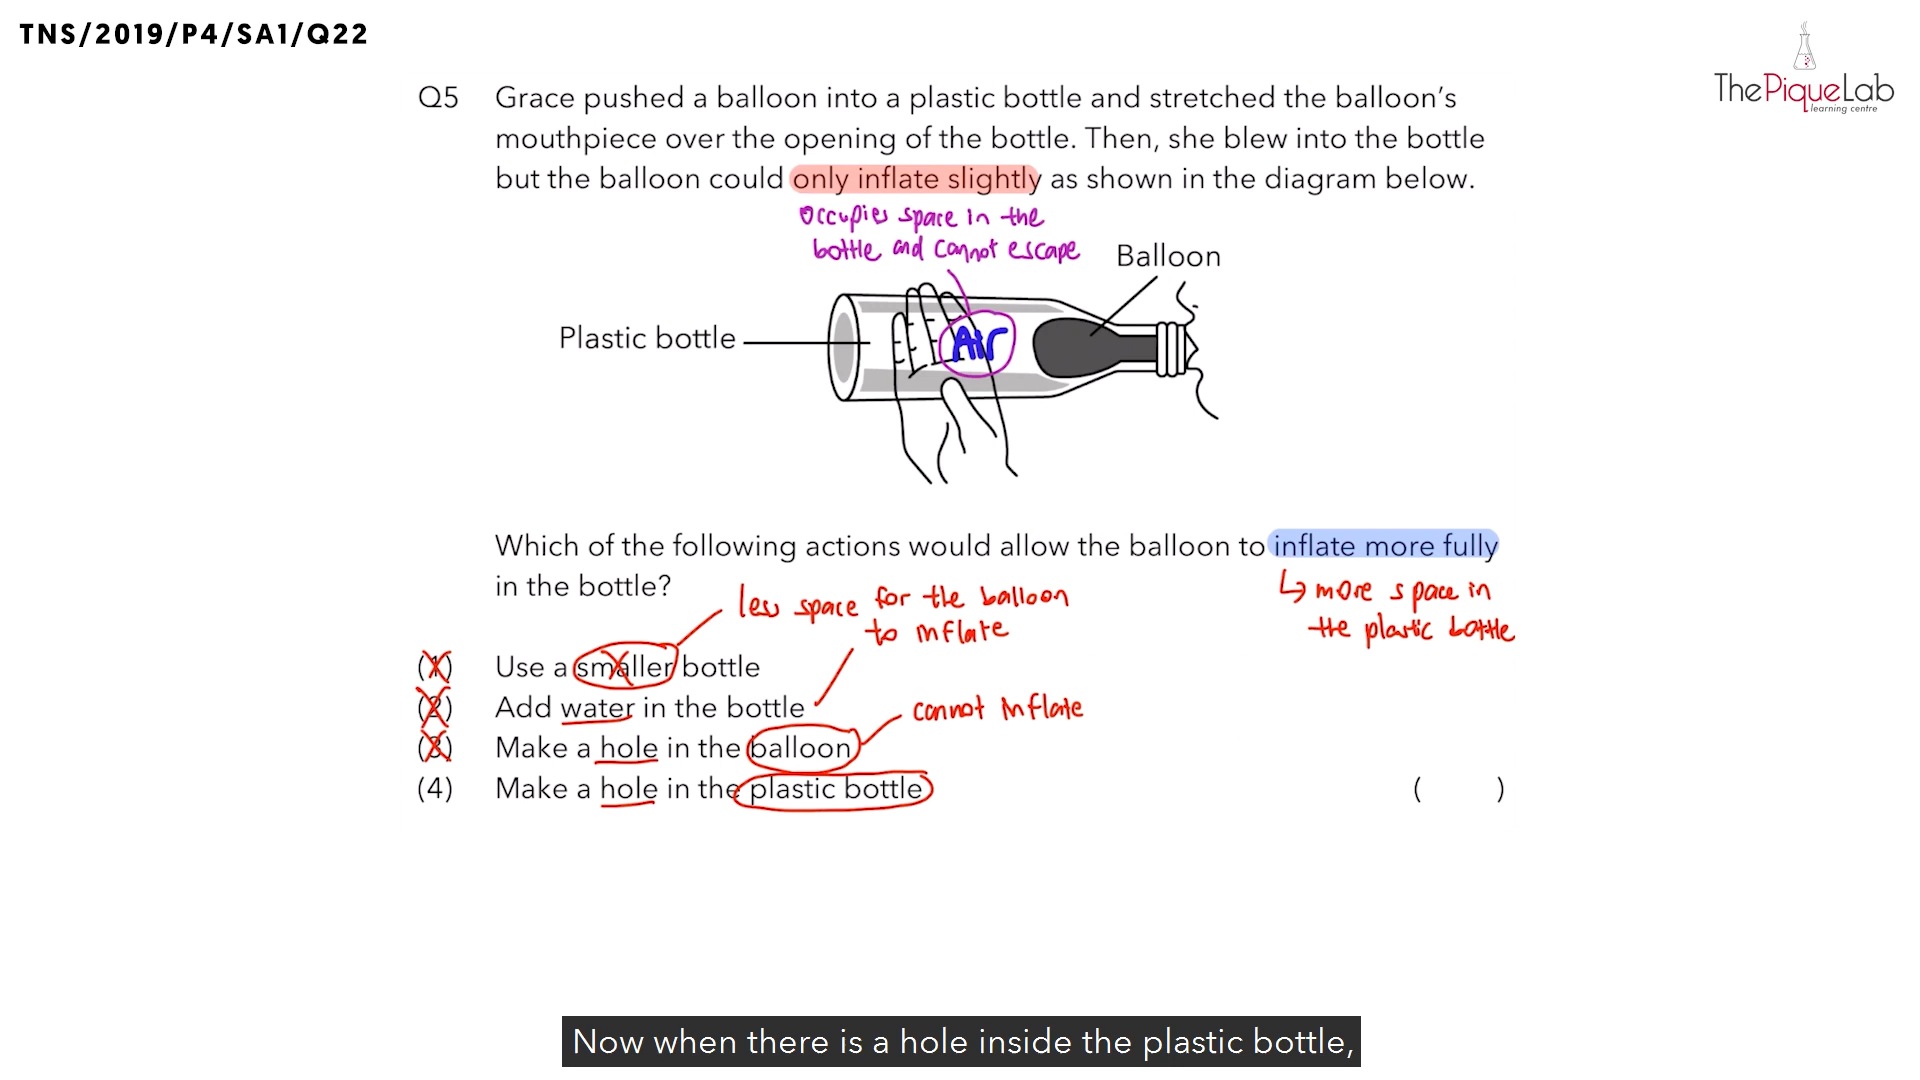 TNS/2019/P4/SA1/Q22
ThePiqueLab
learning centre
Q5 Grace pushed a balloon into a plastic bottle and stretched the balloon's
mouthpiece over the opening of the bottle. Then, she blew into the bottle
but the balloon could only inflate slightly as shown in the diagram below.
Occupies space in the
bottle and cannot escape
Balloon
Plastic bottle
Air
Which of the following actions would allow the balloon to inflate more fully
in the bottle?
more space in
the plastic bottle
less space for the balloon
to inflate
(1) Use a smaller bottle
(2) Add water in the bottle
cannot inflate
(3) Make a hole in the balloon
(4) Make a hole in the plastic bottle ( )
Now when there is a hole inside the plastic bottle,